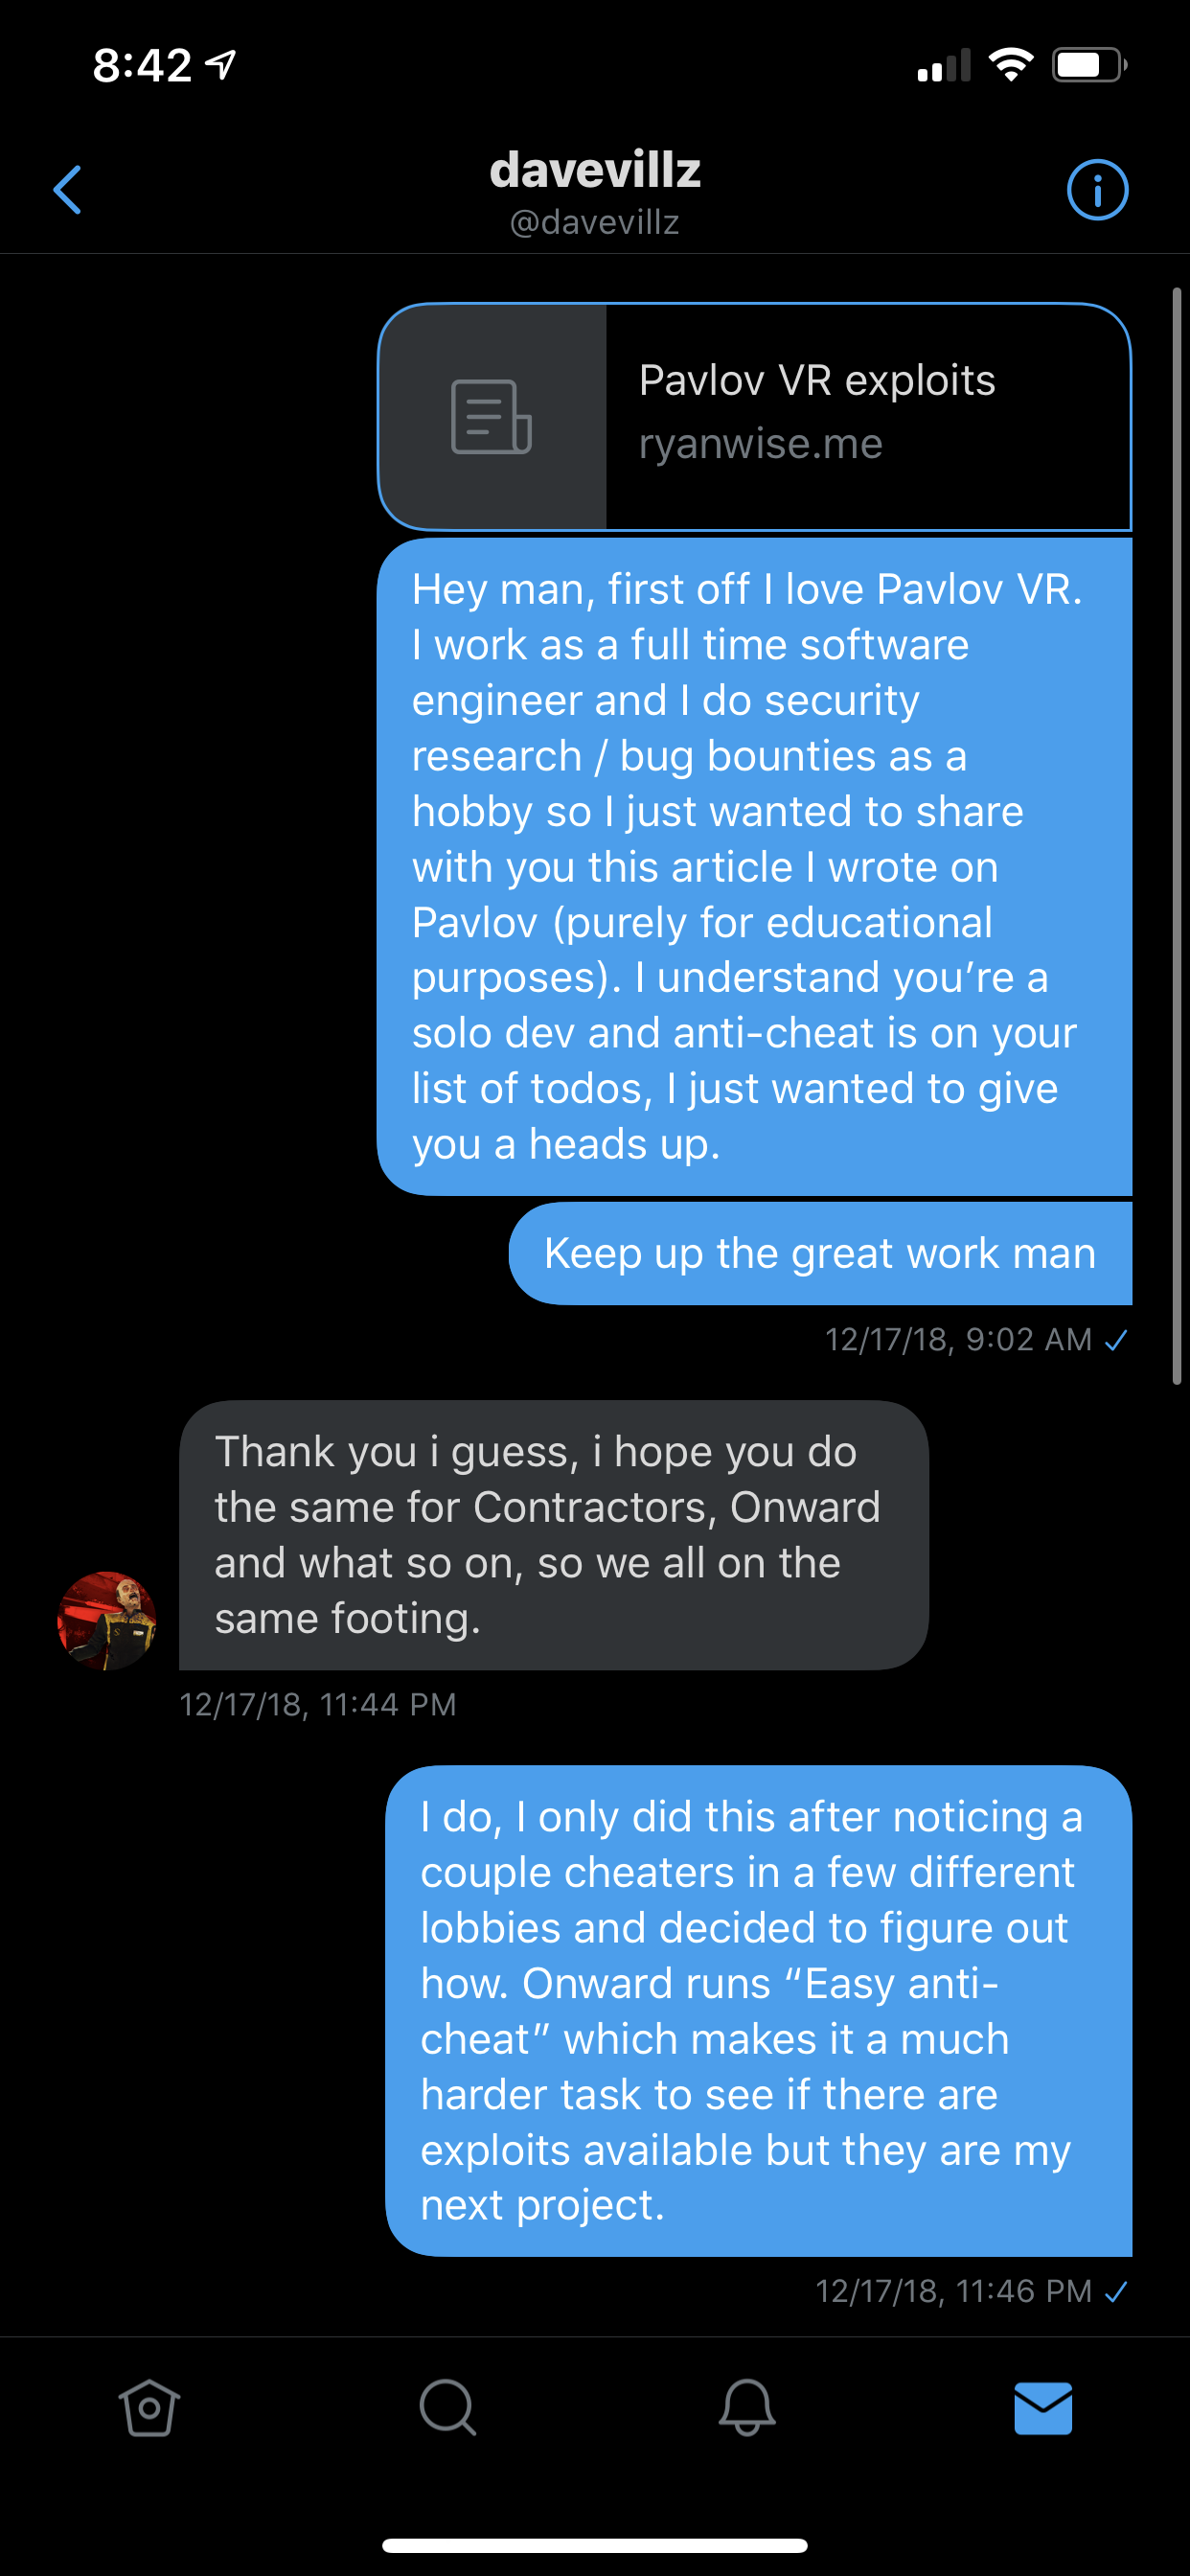 8:42
davevillz
@davevillz
Pavlov VR exploits
ryanwise.me
Hey man, first off I love Pavlov VR.
I work as a full time software
engineer and I do security
research / bug bounties as a
hobby so I just wanted to share
with you this article I wrote on
Pavlov (purely for educational
purposes). I understand you’re a
solo dev and anti-cheat is on your
list of todos, I just wanted to give
you a heads up.
Keep up the great work man
12/17/18, 9:02 AM
Thank you i guess, i hope you do
the same for Contractors, Onward
and what so on, so we all on the
same footing.
12/17/18, 11:44 PM
I do, I only did this after noticing a
couple cheaters in a few different
lobbies and decided to figure out
how. Onward runs “Easy anti-
cheat” which makes it a much
harder task to see if there are
exploits available but they are my
next project.
12/17/18, 11:46 PM